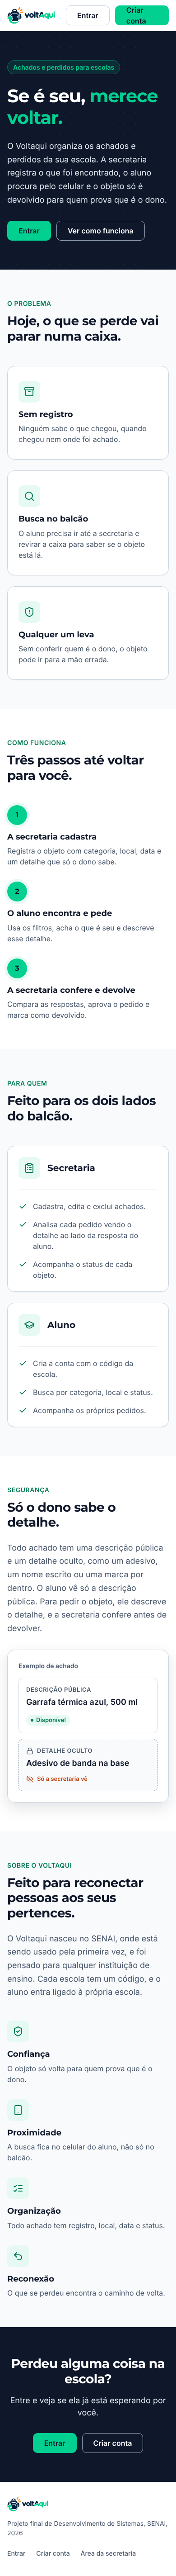 voltAqui
Entrar
Criar
conta
Achados e perdidos para escolas
Se é seu, merece
voltar.
O Voltaqui organiza os achados e
perdidos da sua escola. A secretaria
registra o que foi encontrado, o aluno
procura pelo celular e o objeto só é
devolvido para quem prova que é o dono.
Entrar
Ver como funciona
O PROBLEMA
Hoje, o que se perde vai
parar numa caixa.
Sem registro
Ninguém sabe o que chegou, quando
chegou nem onde foi achado.
Busca no balcão
O aluno precisa ir até a secretaria e
revirar a caixa para saber se o objeto
está lá.
Qualquer um leva
Sem conferir quem é o dono, o objeto
pode ir para a mão errada.
COMO FUNCIONA
Três passos até voltar
para você.
1
A secretaria cadastra
Registra o objeto com categoria, local, data e
um detalhe que só o dono sabe.
2
O aluno encontra e pede
Usa os filtros, acha o que é seu e descreve
esse detalhe.
3
A secretaria confere e devolve
Compara as respostas, aprova o pedido e
marca como devolvido.
PARA QUEM
Feito para os dois lados
do balcão.
Secretaria
Cadastra, edita e exclui achados.
Analisa cada pedido vendo o
detalhe ao lado da resposta do
aluno.
Acompanha o status de cada
objeto.
Aluno
Cria a conta com o código da
escola.
Busca por categoria, local e status.
Acompanha os próprios pedidos.
SEGURANÇA
Só o dono sabe o
detalhe.
Todo achado tem uma descrição pública
e um detalhe oculto, como um adesivo,
um nome escrito ou uma marca por
dentro. O aluno vê só a descrição
pública. Para pedir o objeto, ele descreve
o detalhe, e a secretaria confere antes de
devolver.
Exemplo de achado
DESCRIÇÃO PÚBLICA
Garrafa térmica azul, 500 ml
Disponível
DETALHE OCULTO
Adesivo de banda na base
Só a secretaria vê
SOBRE O VOLTAQUI
Feito para reconectar
pessoas aos seus
pertences.
O Voltaqui nasceu no SENAI, onde está
sendo usado pela primeira vez, e foi
pensado para qualquer instituição de
ensino. Cada escola tem um código, e o
aluno entra ligado à própria escola.
Confiança
O objeto só volta para quem prova que é o
dono.
Proximidade
A busca fica no celular do aluno, não só no
balcão.
Organização
Todo achado tem registro, local, data e status.
Reconexão
O que se perdeu encontra o caminho de volta.
Perdeu alguma coisa na
escola?
Entre e veja se ela já está esperando por
você.
Entrar
Criar conta
voltAqui
Projeto final de Desenvolvimento de Sistemas, SENAI,
2026
Entrar
Criar conta
Área da secretaria